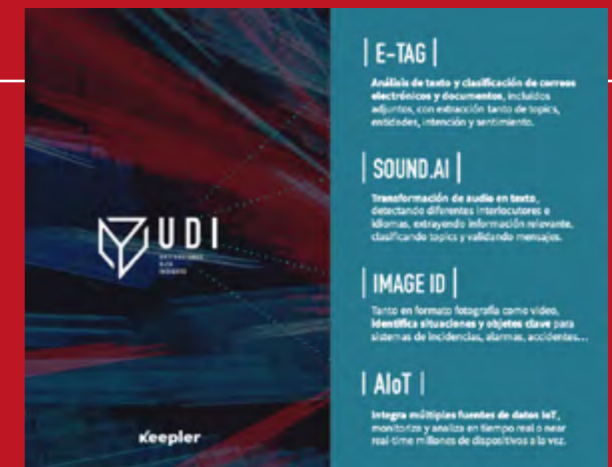 UDI
UNSTRUCTURED
DATA
INSIGHTS
Keepler
| E-TAG |
Análisis de texto y clasificación de correos
electrónicos y documentos, incluidos
adjuntos, con extracción tanto de topics,
entidades, intención y sentimiento.
| SOUND.AI |
Transformación de audio en texto,
detectando diferentes interlocutores e
idiomas, extrayendo información relevante,
clasificando topics y validando mensajes.
| IMAGE ID |
Tanto en formato fotografía como vídeo,
identifica situaciones y objetos clave para
sistemas de incidencias, alarmas, accidentes...
| AIoT |
Integra múltiples fuentes de datos IoT,
monitoriza y analiza en tiempo real o near
real-time millones de dispositivos a la vez.